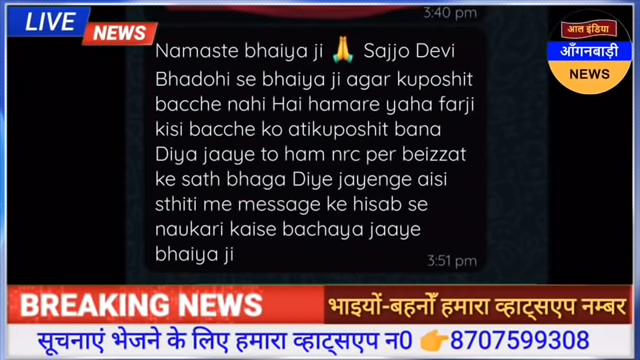 LIVE NEWS
3:40 pm
आल इंडिया
आँगनबाड़ी
NEWS
Namaste bhaiya ji 🙏 Sajjo Devi
Bhadohi se bhaiya ji agar kuposhit
bacche nahi Hai hamare yaha farji
kisi bacche ko atikuposhit bana
Diya jaaye to ham nrc per beizzat
ke sath bhaga Diye jayenge aisi
sthiti me message ke hisab se
naukari kaise bachaya jaaye
bhaiya ji
3:51 pm
BREAKING NEWS
भाइयों-बहनोँ हमारा व्हाट्सएप नम्बर
सूचनाएं भेजने के लिए हमारा व्हाट्सएप न0 👉8707599308